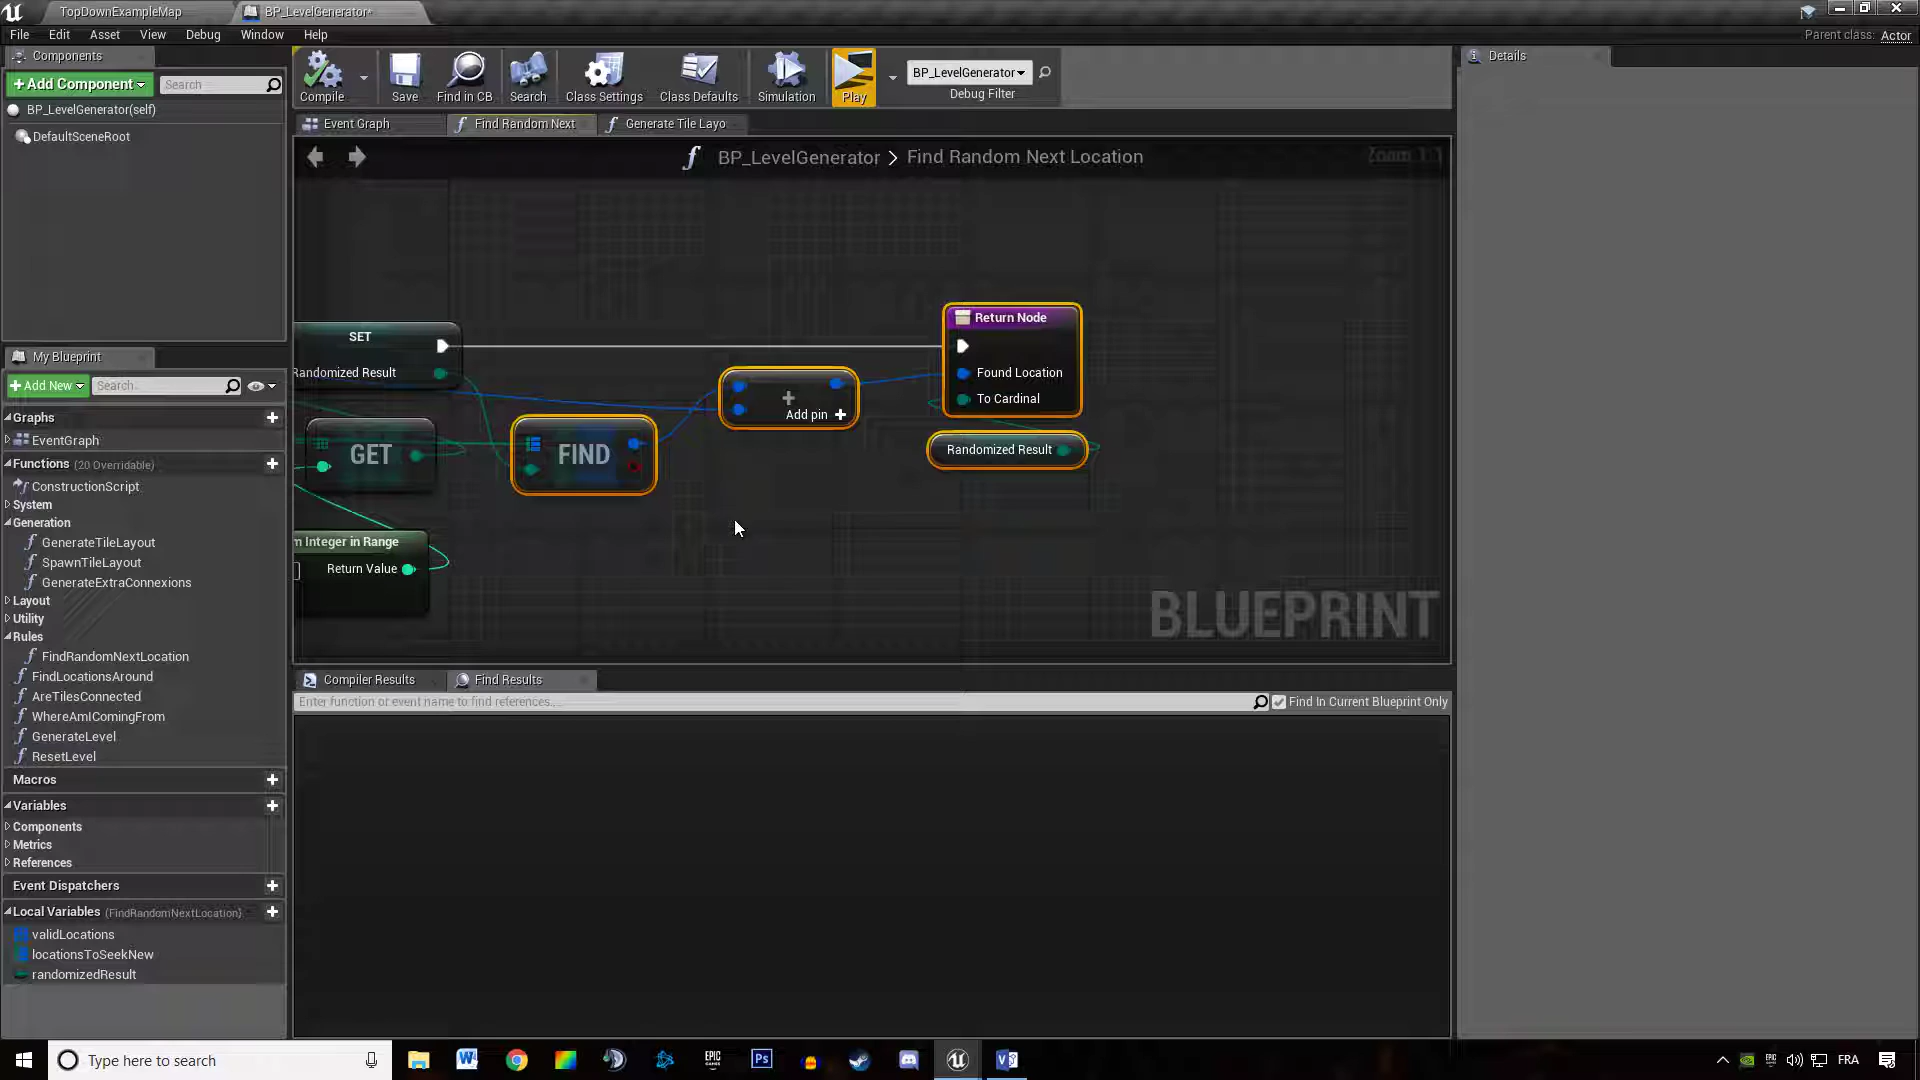 TopDownExampleMap
BP_LevelGenerator*
File Edit Asset View Debug Window Help
Parent class: Actor
Components
+Add Component
Search
BP_LevelGenerator(self)
DefaultSceneRoot
Compile
Save
Find in CB
Search
Class Settings
Class Defaults
Simulation
Play
BP_LevelGenerator
Debug Filter
Details
Event Graph
Find Random Next
Generate Tile Layo
BP_LevelGenerator > Find Random Next Location
Zoom 1:1
SET
Randomized Result
GET
FIND
+
Add pin +
Return Node
Found Location
To Cardinal
Randomized Result
m Integer in Range
Return Value
BLUEPRINT
My Blueprint
+Add New
Search
Graphs
EventGraph
Functions (20 Overridable)
ConstructionScript
System
Generation
GenerateTileLayout
SpawnTileLayout
GenerateExtraConnexions
Layout
Utility
Rules
FindRandomNextLocation
FindLocationsAround
AreTilesConnected
WhereAmIComingFrom
GenerateLevel
ResetLevel
Macros
Variables
Components
Metrics
References
Event Dispatchers
Local Variables (FindRandomNextLocation)
validLocations
locationsToSeekNew
randomizedResult
Compiler Results
Find Results
Enter function or event name to find references...
Find In Current Blueprint Only
Type here to search
EPIC
GAMES
Ps
FRA